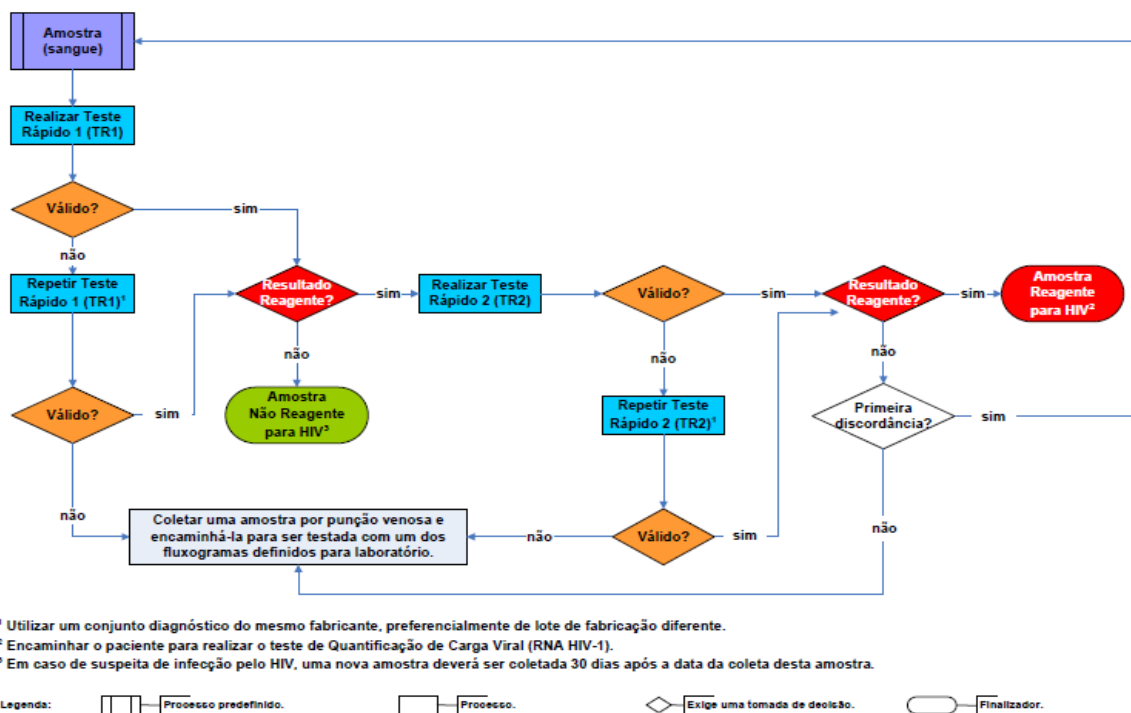 Amostra
(sangue)
Realizar Teste
Rápido 1 (TR1)
Válido?
sim
não
Repetir Teste
Rápido 1 (TR1)¹
Resultado
Reagente?
sim
Realizar Teste
Rápido 2 (TR2)
Válido?
sim
Resultado
Reagente?
sim
Amostra
Reagente
para HIV²
não
Amostra
Não Reagente
para HIV³
não
Repetir Teste
Rápido 2 (TR2)¹
não
Primeira
discordância?
sim
Válido?
sim
não
Coletar uma amostra por punção venosa e
encaminhá-la para ser testada com um dos
fluxogramas definidos para laboratório.
não
Válido?
sim
não
¹ Utilizar um conjunto diagnóstico do mesmo fabricante, preferencialmente de lote de fabricação diferente.
² Encaminhar o paciente para realizar o teste de Quantificação de Carga Viral (RNA HIV-1).
³ Em caso de suspeita de infecção pelo HIV, uma nova amostra deverá ser coletada 30 dias após a data da coleta desta amostra.
Legenda:
Processo predefinido.
Processo.
Exige uma tomada de decisão.
Finalizador.